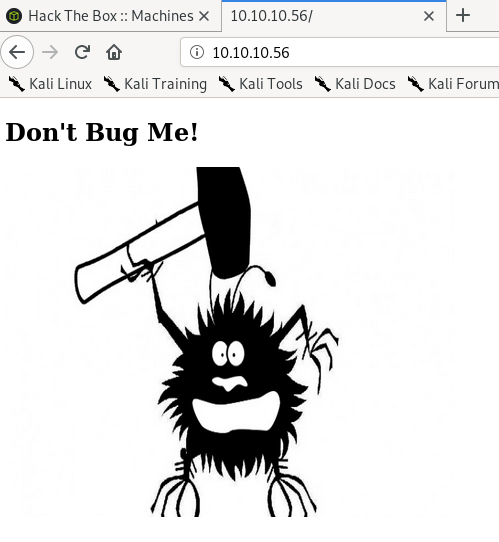 Hack The Box :: Machines
10.10.10.56/
10.10.10.56
Kali Linux Kali Training Kali Tools Kali Docs Kali Forum
Don't Bug Me!